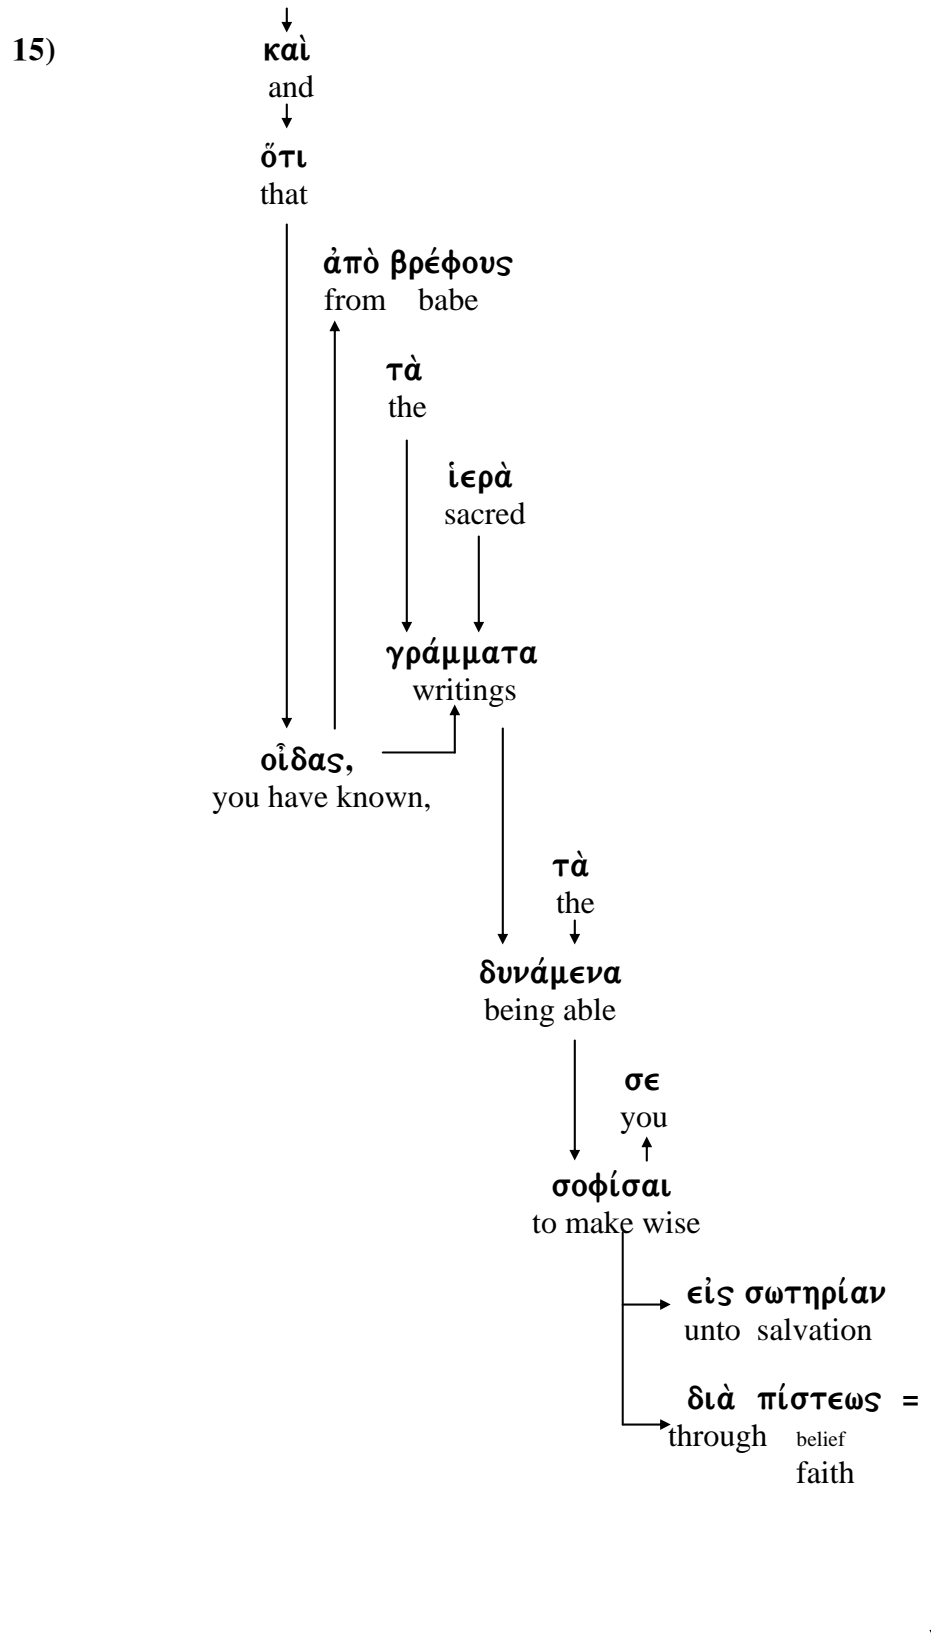 15) καὶ
and
ὅτι
that
ἀπὸ βρέφους
from babe
τὰ
the
ἱερὰ
sacred
γράμματα
writings
οἶδας,
you have known,
τὰ
the
δυνάμενα
being able
σε
you
σοφίσαι
to make wise
εἰς σωτηρίαν
unto salvation
διὰ πίστεως =
through belief
faith